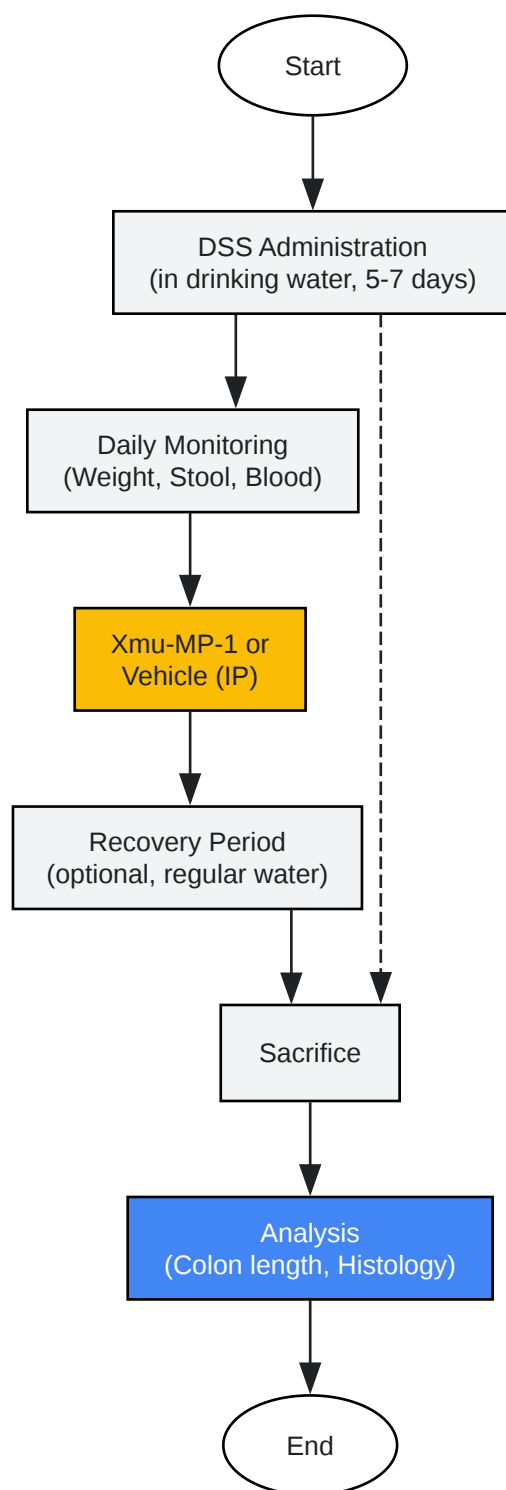 Start
DSS Administration
(in drinking water, 5-7 days)
Daily Monitoring
(Weight, Stool, Blood)
Xmu-MP-1 or
Vehicle (IP)
Recovery Period
(optional, regular water)
Sacrifice
Analysis
(Colon length, Histology)
End